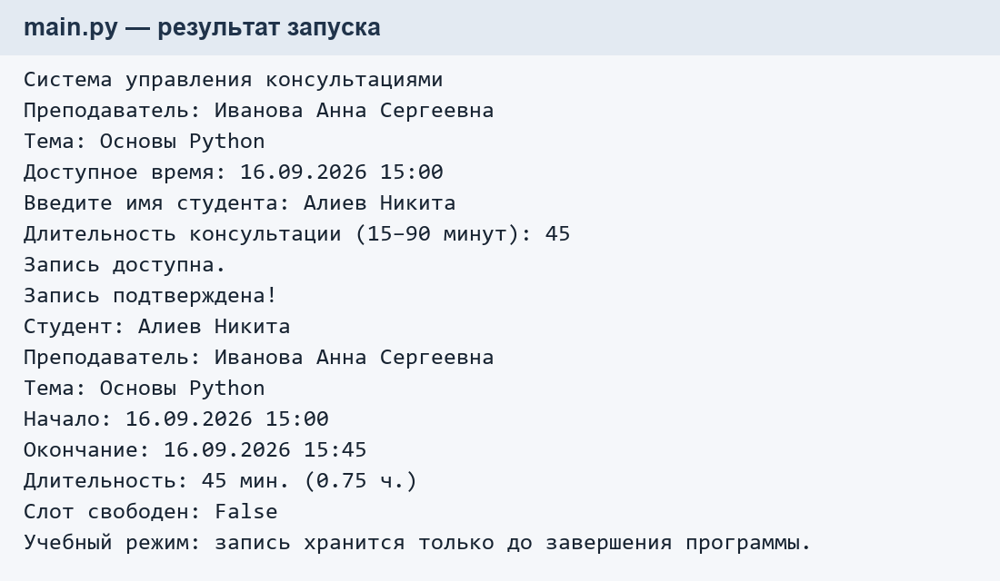 main.py — результат запуска
Система управления консультациями
Преподаватель: Иванова Анна Сергеевна
Тема: Основы Python
Доступное время: 16.09.2026 15:00
Введите имя студента: Алиев Никита
Длительность консультации (15–90 минут): 45
Запись доступна.
Запись подтверждена!
Студент: Алиев Никита
Преподаватель: Иванова Анна Сергеевна
Тема: Основы Python
Начало: 16.09.2026 15:00
Окончание: 16.09.2026 15:45
Длительность: 45 мин. (0.75 ч.)
Слот свободен: False
Учебный режим: запись хранится только до завершения программы.